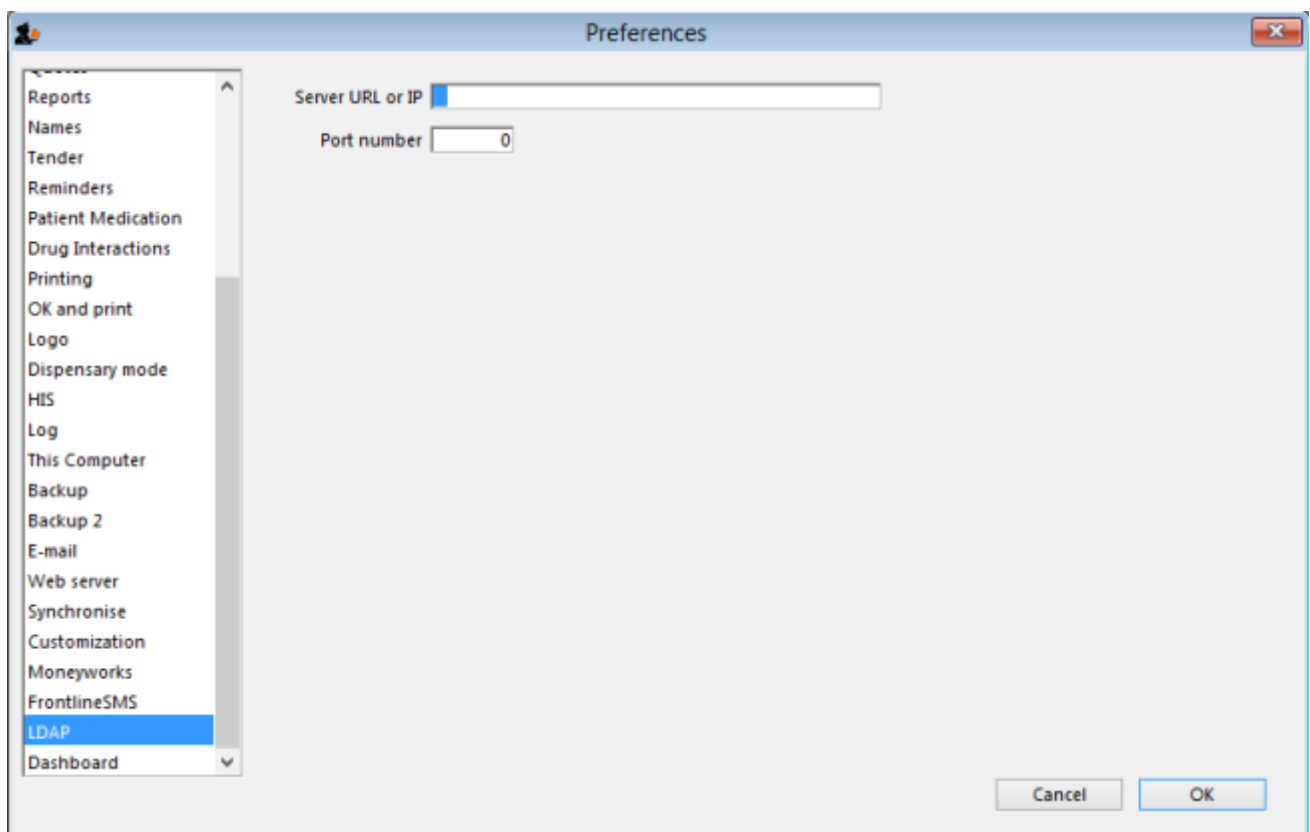 Preferences
Reports
Names
Tender
Reminders
Patient Medication
Drug Interactions
Printing
OK and print
Logo
Dispensary mode
HIS
Log
This Computer
Backup
Backup 2
E-mail
Web server
Synchronise
Customization
Moneyworks
FrontlineSMS
LDAP
Dashboard
Server URL or IP
Port number 0
Cancel OK